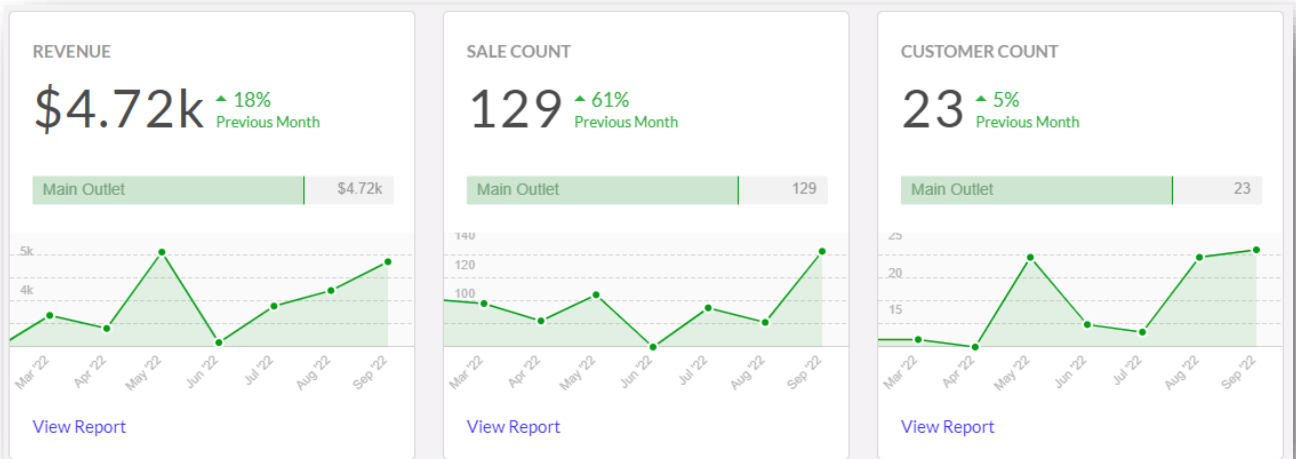 REVENUE
$4.72k
18%
Previous Month
Main Outlet $4.72k
5k
4k
Mar '22 Apr '22 May '22 Jun '22 Jul '22 Aug '22 Sep '22
View Report
SALE COUNT
129
61%
Previous Month
Main Outlet 129
140
120
100
Mar '22 Apr '22 May '22 Jun '22 Jul '22 Aug '22 Sep '22
View Report
CUSTOMER COUNT
23
5%
Previous Month
Main Outlet 23
25
20
15
Mar '22 Apr '22 May '22 Jun '22 Jul '22 Aug '22 Sep '22
View Report